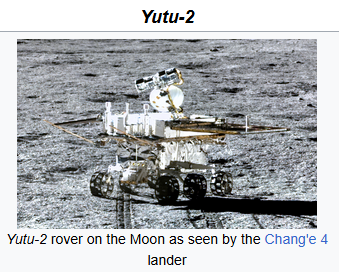 Yutu-2
Yutu-2 rover on the Moon as seen by the Chang'e 4
lander